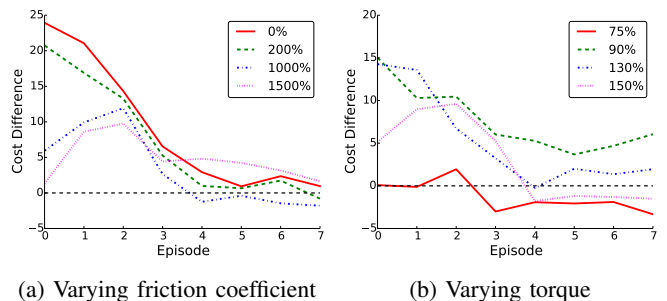 25
20
15
10
5
0
−5
Cost Difference
0 1 2 3 4 5 6 7
Episode
0%
200%
1000%
1500%
(a) Varying friction coefficient
20
15
10
5
0
−5
Cost Difference
0 1 2 3 4 5 6 7
Episode
75%
90%
130%
150%
(b) Varying torque